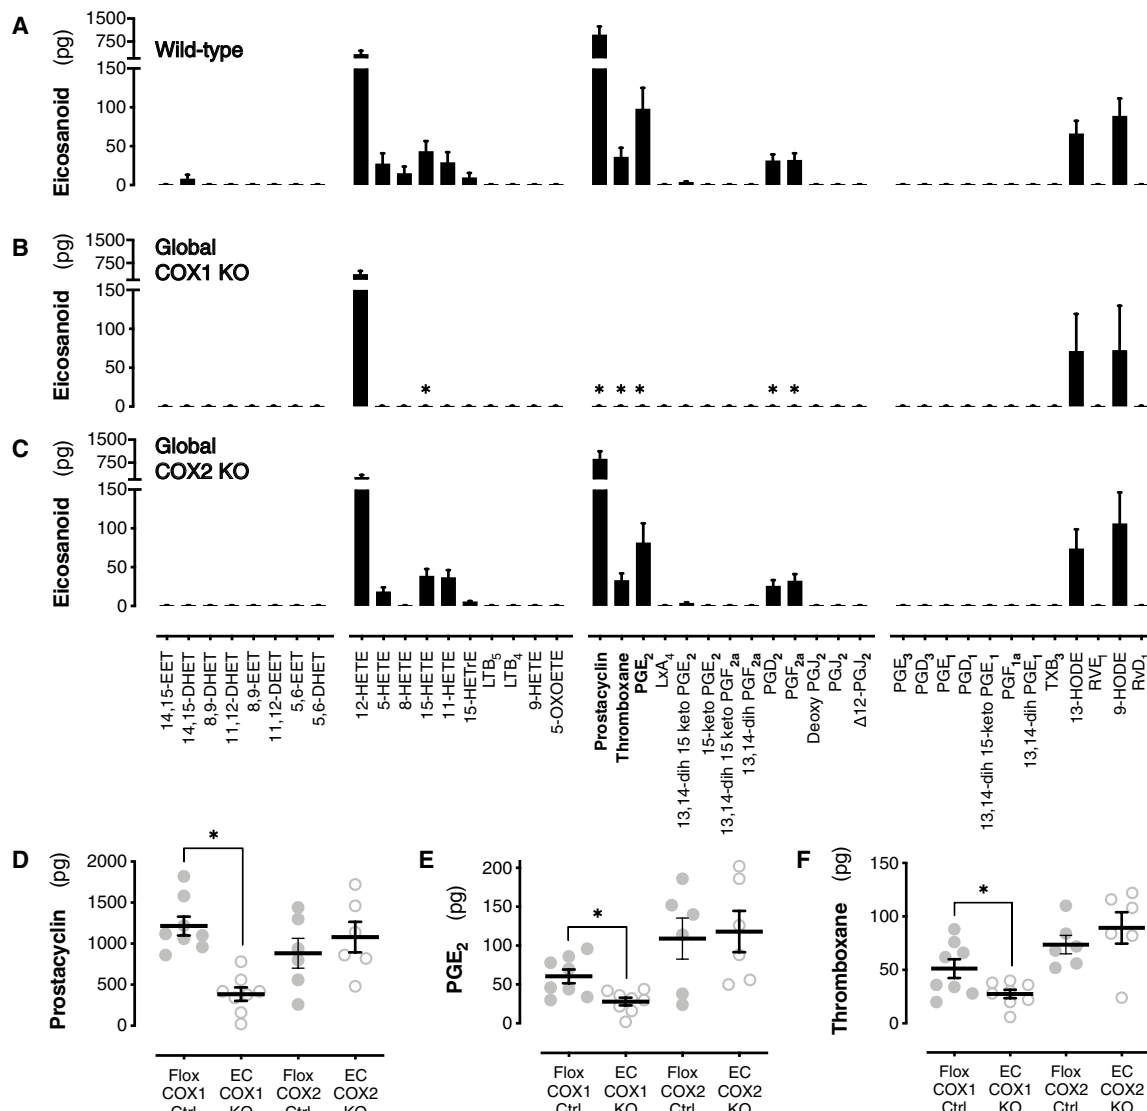 A
Eicosanoid (pg)
1500
750
150
100
50
0
Wild-type
B
Eicosanoid (pg)
1500
750
150
100
50
0
Global
COX1 KO
* * * * * *
C
Eicosanoid (pg)
1500
750
150
100
50
0
Global
COX2 KO
14,15-EET
14,15-DHET
8,9-DHET
11,12-DHET
8,9-EET
11,12-DEET
5,6-EET
5,6-DHET
12-HETE
5-HETE
8-HETE
15-HETE
11-HETE
15-HETrE
LTB5
LTB4
9-HETE
5-OXOETE
Prostacyclin
Thromboxane
PGE2
LxA4
13,14-dih 15 keto PGE2
15-keto PGE2
13,14-dih 15 keto PGF2a
13,14-dih PGF2a
PGD2
PGF2a
Deoxy PGJ2
PGJ2
Δ12-PGJ2
PGE3
PGD3
PGE1
PGD1
13,14-dih 15-keto PGE1
PGF1a
13,14-dih PGE1
TXB3
13-HODE
RVE1
9-HODE
RvD1
D
Prostacyclin (pg)
2000
1500
1000
500
0
*
Flox
COX1
Ctrl
EC
COX1
KO
Flox
COX2
Ctrl
EC
COX2
KO
E
PGE2 (pg)
200
150
100
50
0
*
Flox
COX1
Ctrl
EC
COX1
KO
Flox
COX2
Ctrl
EC
COX2
KO
F
Thromboxane (pg)
150
100
50
0
*
Flox
COX1
Ctrl
EC
COX1
KO
Flox
COX2
Ctrl
EC
COX2
KO